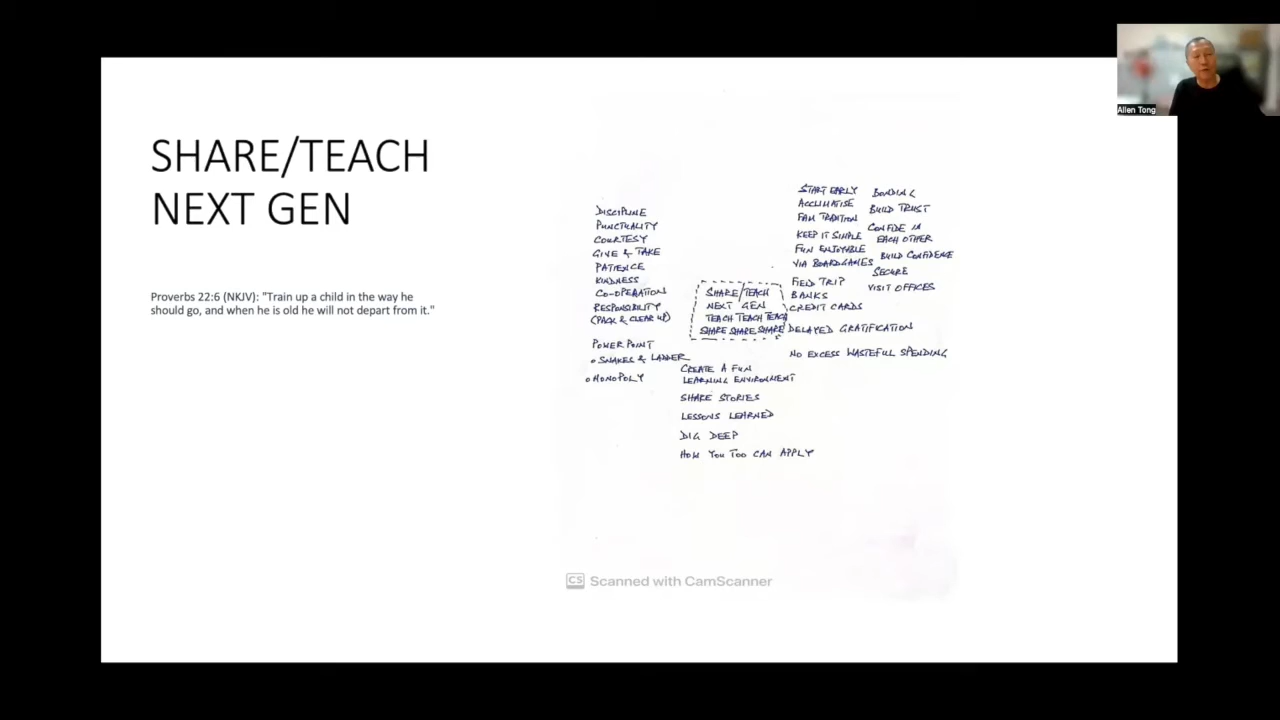 SHARE/TEACH
NEXT GEN
Proverbs 22:6 (NKJV): "Train up a child in the way he
should go, and when he is old he will not depart from it."
DISCIPLINE
PUNCTUALITY
COURTESY
GIVE & TAKE
PATIENCE
KINDNESS
CO-OPERATION
RESPONSIBILITY
(PACK & CLEAR UP)
POWERPOINT
o SNAKES & LADDER
o MONOPOLY
SHARE/TEACH
NEXT GEN
TEACH TEACH TEACH
SHARE SHARE SHARE
START EARLY
ACCLIMATISE
FAM TRADITION
KEEP IT SIMPLE
FUN ENJOYABLE
VIA BOARDGAMES
FIELD TRIP
BANKS
CREDIT CARDS
DELAYED GRATIFICATION
NO EXCESS WASTEFUL SPENDING
BONDING
BUILD TRUST
CONFIDE IN
EACH OTHER
BUILD CONFIDENCE
SECURE
VISIT OFFICES
CREATE A FUN
LEARNING ENVIRONMENT
SHARE STORIES
LESSONS LEARNED
DIG DEEP
HOW YOU TOO CAN APPLY
CS Scanned with CamScanner
Allen Tong